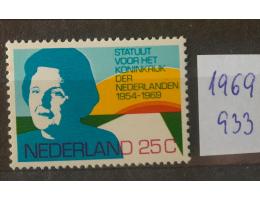 STATUUT
VOOR HET
KONINKRIJK
DER
NEDERLANDEN
1954-1969
NEDERLAND 25C
1969
933